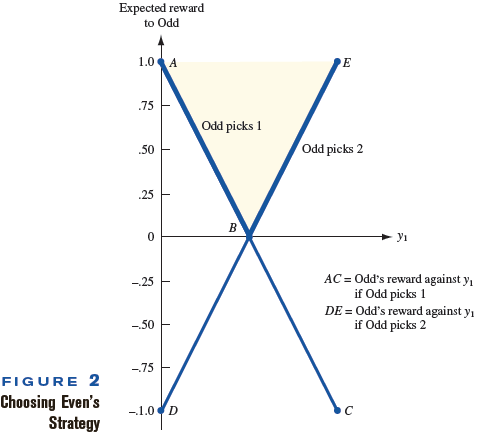 Expected reward
to Odd
1.0
A
E
.75
Odd picks 1
.50
Odd picks 2
.25
B
0
y1
–.25
AC = Odd's reward against y1
if Odd picks 1
DE = Odd's reward against y1
if Odd picks 2
–.50
–.75
–1.0
D
C
FIGURE 2
Choosing Even's
Strategy